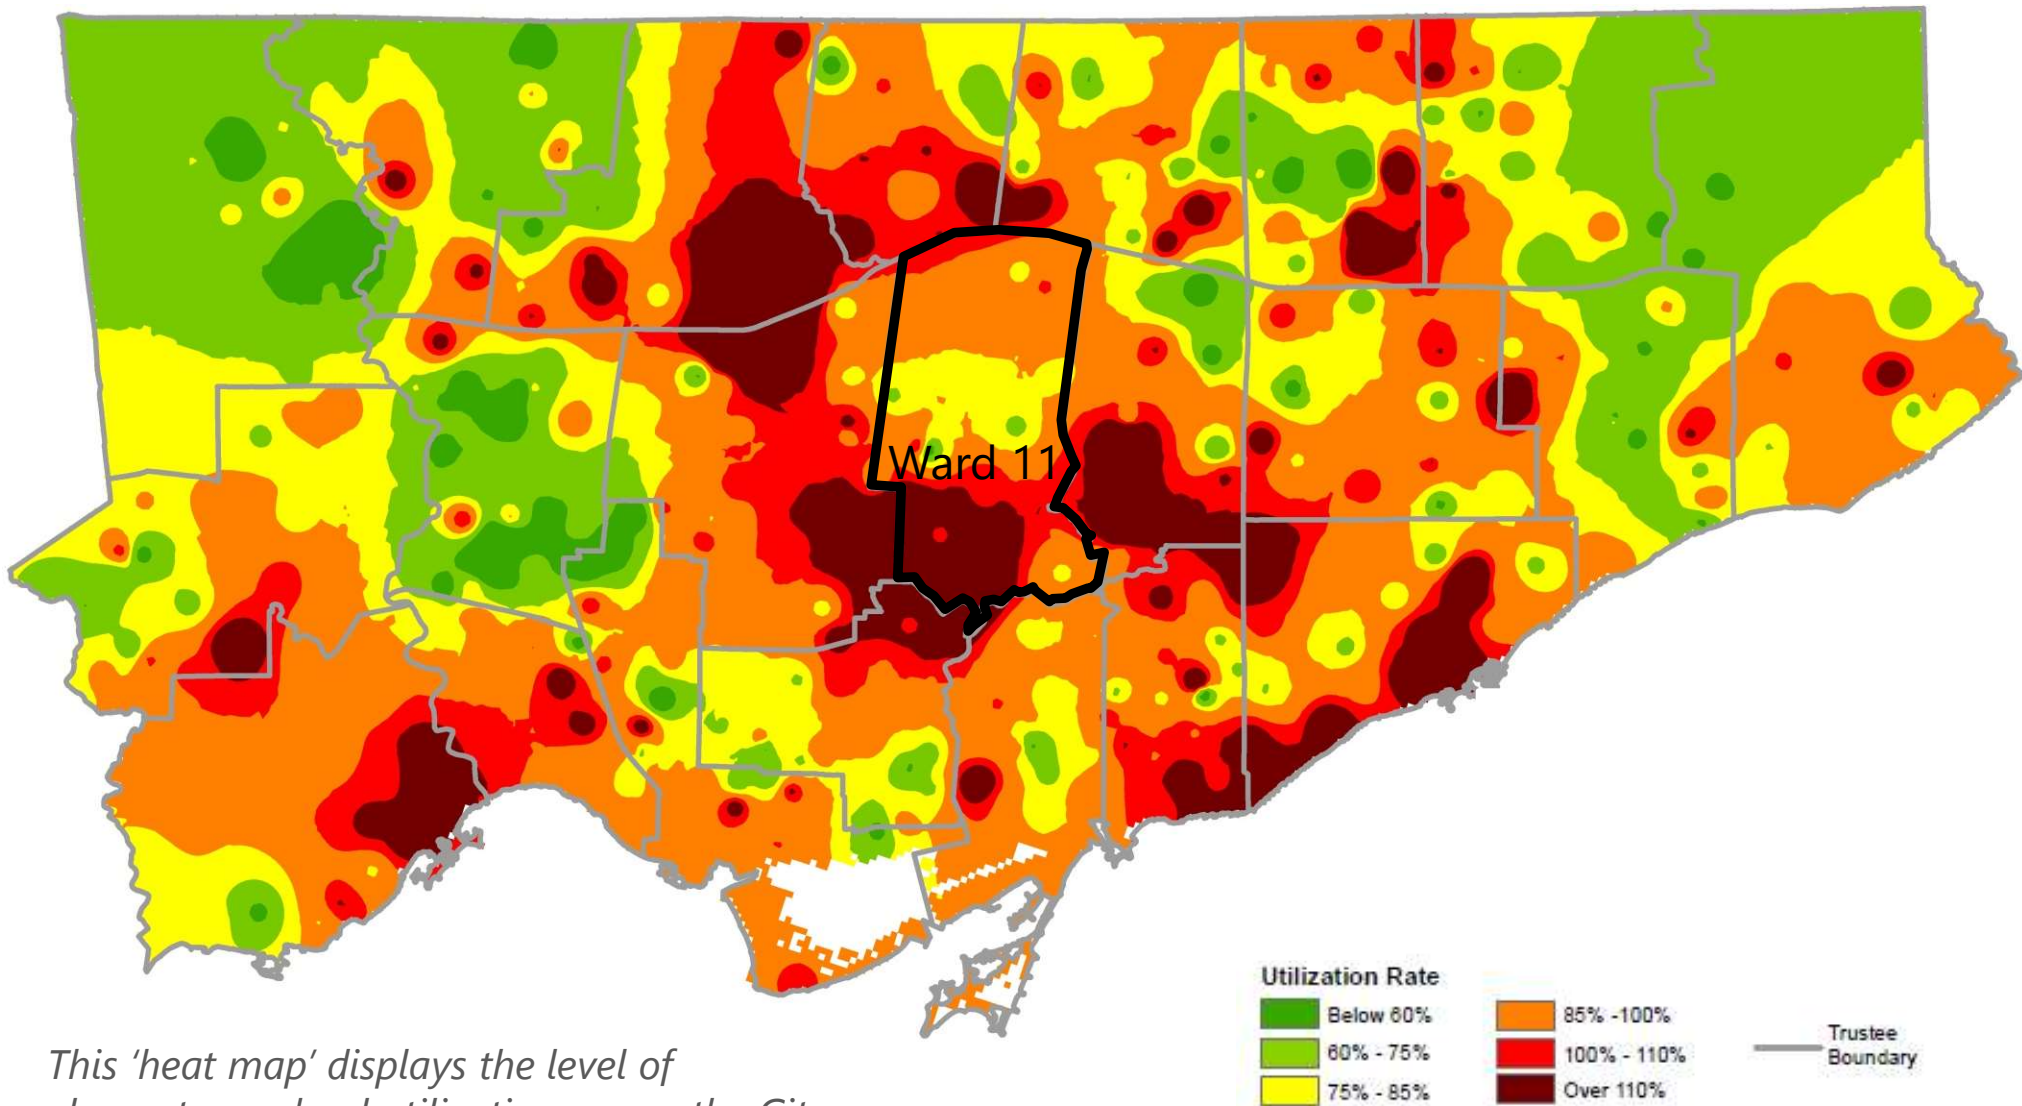 Ward 11
Utilization Rate
Below 60%
60% - 75%
75% - 85%
85% -100%
100% - 110%
Over 110%
Trustee
Boundary
This ‘heat map’ displays the level of